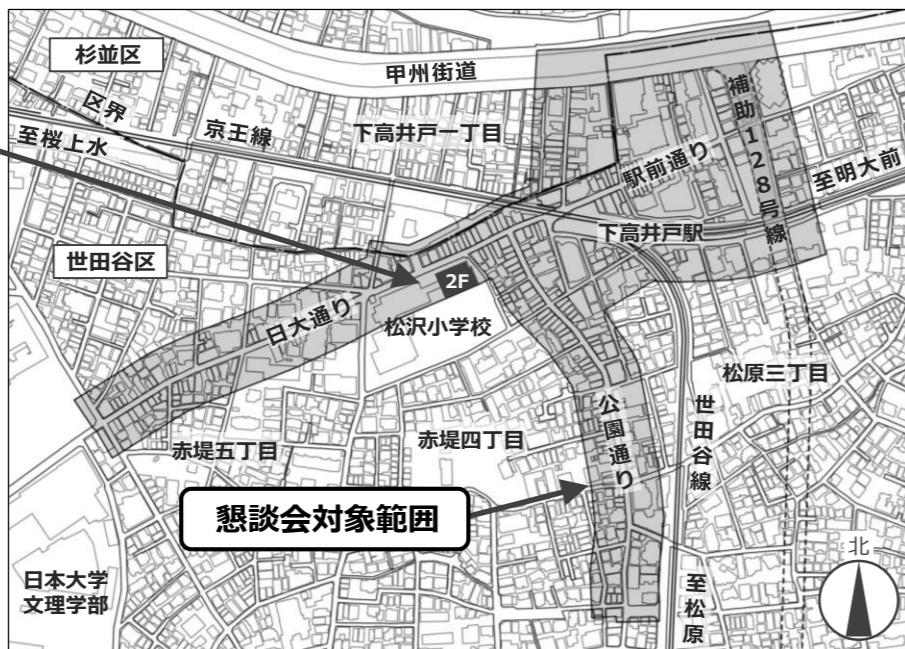 杉並区
甲州街道
区界
至桜上水
京王線
下高井戸一丁目
補助128号線
駅前通り
至明大前
下高井戸駅
世田谷区
2F
日大通り
松沢小学校
松原三丁目
公園通り
世田谷線
赤堤四丁目
赤堤五丁目
懇談会対象範囲
日本大学
文理学部
至松原
北